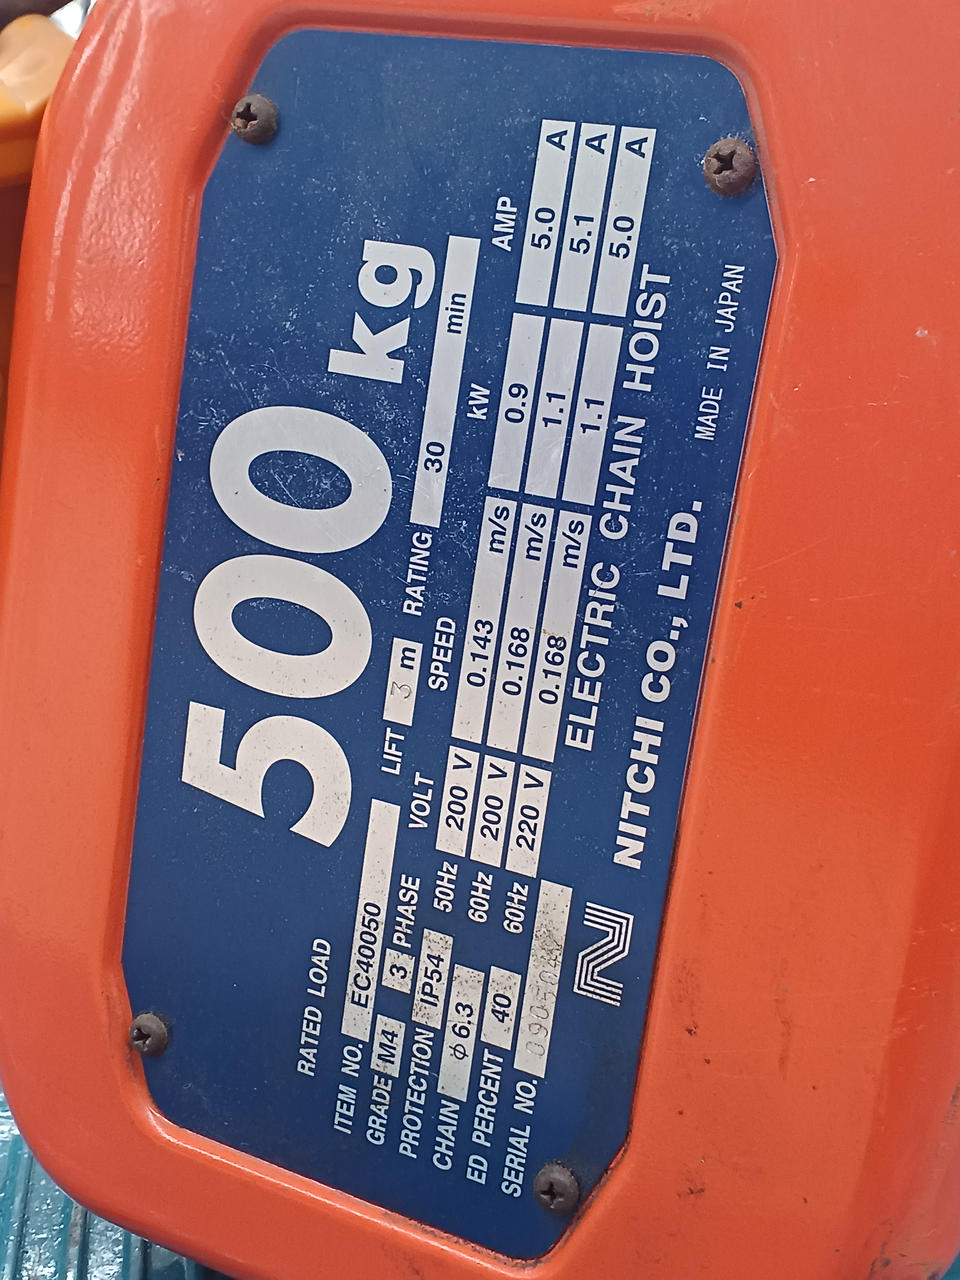 RATED LOAD 500 kg
ITEM NO. EC40050 LIFT 3 m RATING 30 min
GRADE M4 3 PHASE VOLT SPEED kW AMP
PROTECTION IP54 50Hz 200 V 0.143 m/s 0.9 5.0 A
CHAIN φ6.3 60Hz 200 V 0.168 m/s 1.1 5.1 A
ED PERCENT 40 60Hz 220 V 0.168 m/s 1.1 5.0 A
SERIAL NO.
ELECTRIC CHAIN HOIST
N NITCHI CO., LTD. MADE IN JAPAN